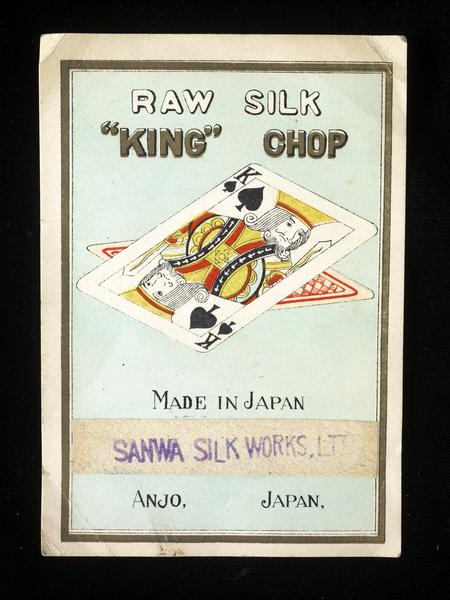 RAW SILK
"KING" CHOP
K
K
MADE IN JAPAN
SANWA SILK WORKS, LT
ANJO, JAPAN,